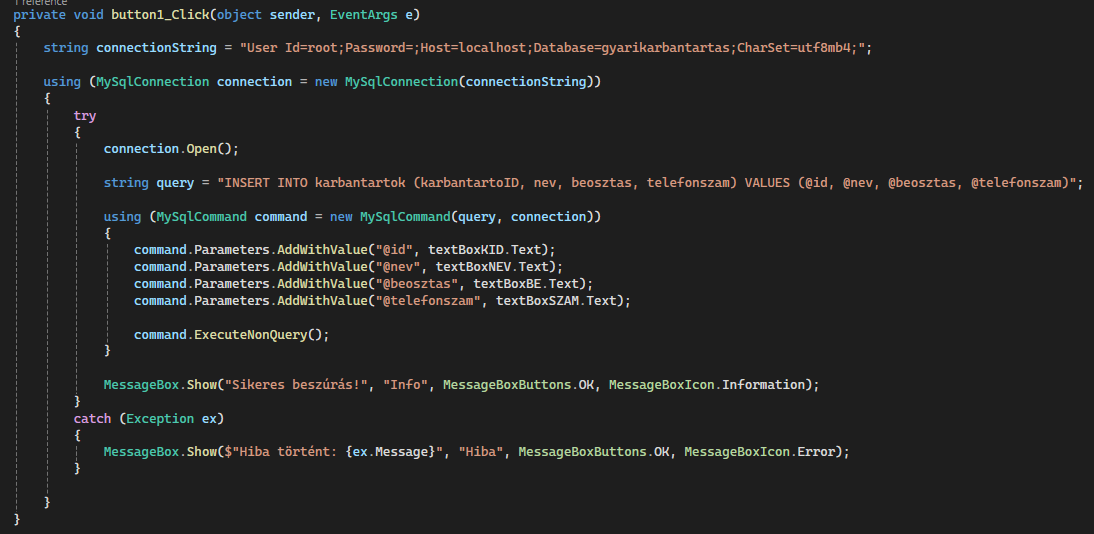 1 reference
private void button1_Click(object sender, EventArgs e)
{
string connectionString = "User Id=root;Password=;Host=localhost;Database=gyarikarbantartas;CharSet=utf8mb4;";
using (MySqlConnection connection = new MySqlConnection(connectionString))
{
try
{
connection.Open();
string query = "INSERT INTO karbantartok (karbantartoID, nev, beosztas, telefonszam) VALUES (@id, @nev, @beosztas, @telefonszam)";
using (MySqlCommand command = new MySqlCommand(query, connection))
{
command.Parameters.AddWithValue("@id", textBoxKID.Text);
command.Parameters.AddWithValue("@nev", textBoxNEV.Text);
command.Parameters.AddWithValue("@beosztas", textBoxBE.Text);
command.Parameters.AddWithValue("@telefonszam", textBoxSZAM.Text);
command.ExecuteNonQuery();
}
MessageBox.Show("Sikeres beszúrás!", "Info", MessageBoxButtons.OK, MessageBoxIcon.Information);
}
catch (Exception ex)
{
MessageBox.Show($"Hiba történt: {ex.Message}", "Hiba", MessageBoxButtons.OK, MessageBoxIcon.Error);
}
}
}